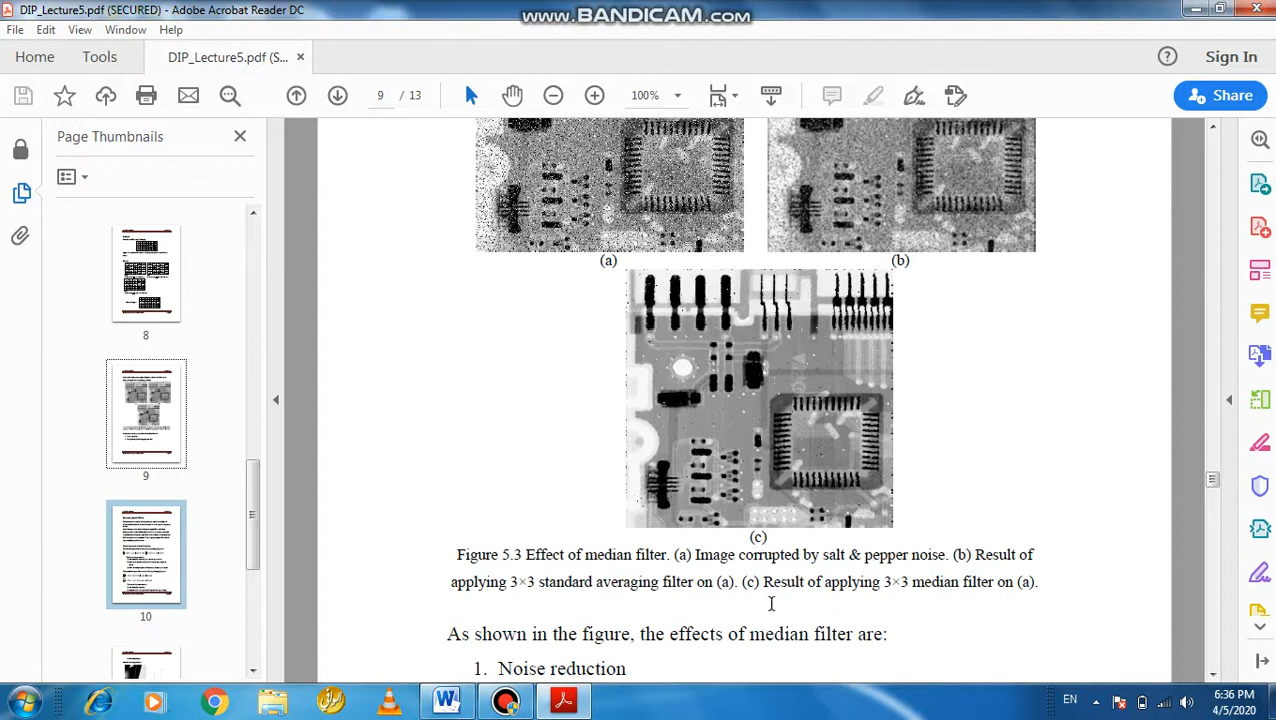 DIP_Lecture5.pdf (SECURED) - Adobe Acrobat Reader DC
www.BANDICAM.com
File Edit View Window Help
Home Tools DIP_Lecture5.pdf (S... × Sign In
9 / 13 100% Share
Page Thumbnails
8
9
10
(a) (b)
(c)
Figure 5.3 Effect of median filter. (a) Image corrupted by salt & pepper noise. (b) Result of
applying 3×3 standard averaging filter on (a). (c) Result of applying 3×3 median filter on (a).
As shown in the figure, the effects of median filter are:
1. Noise reduction
EN 6:36 PM
4/5/2020